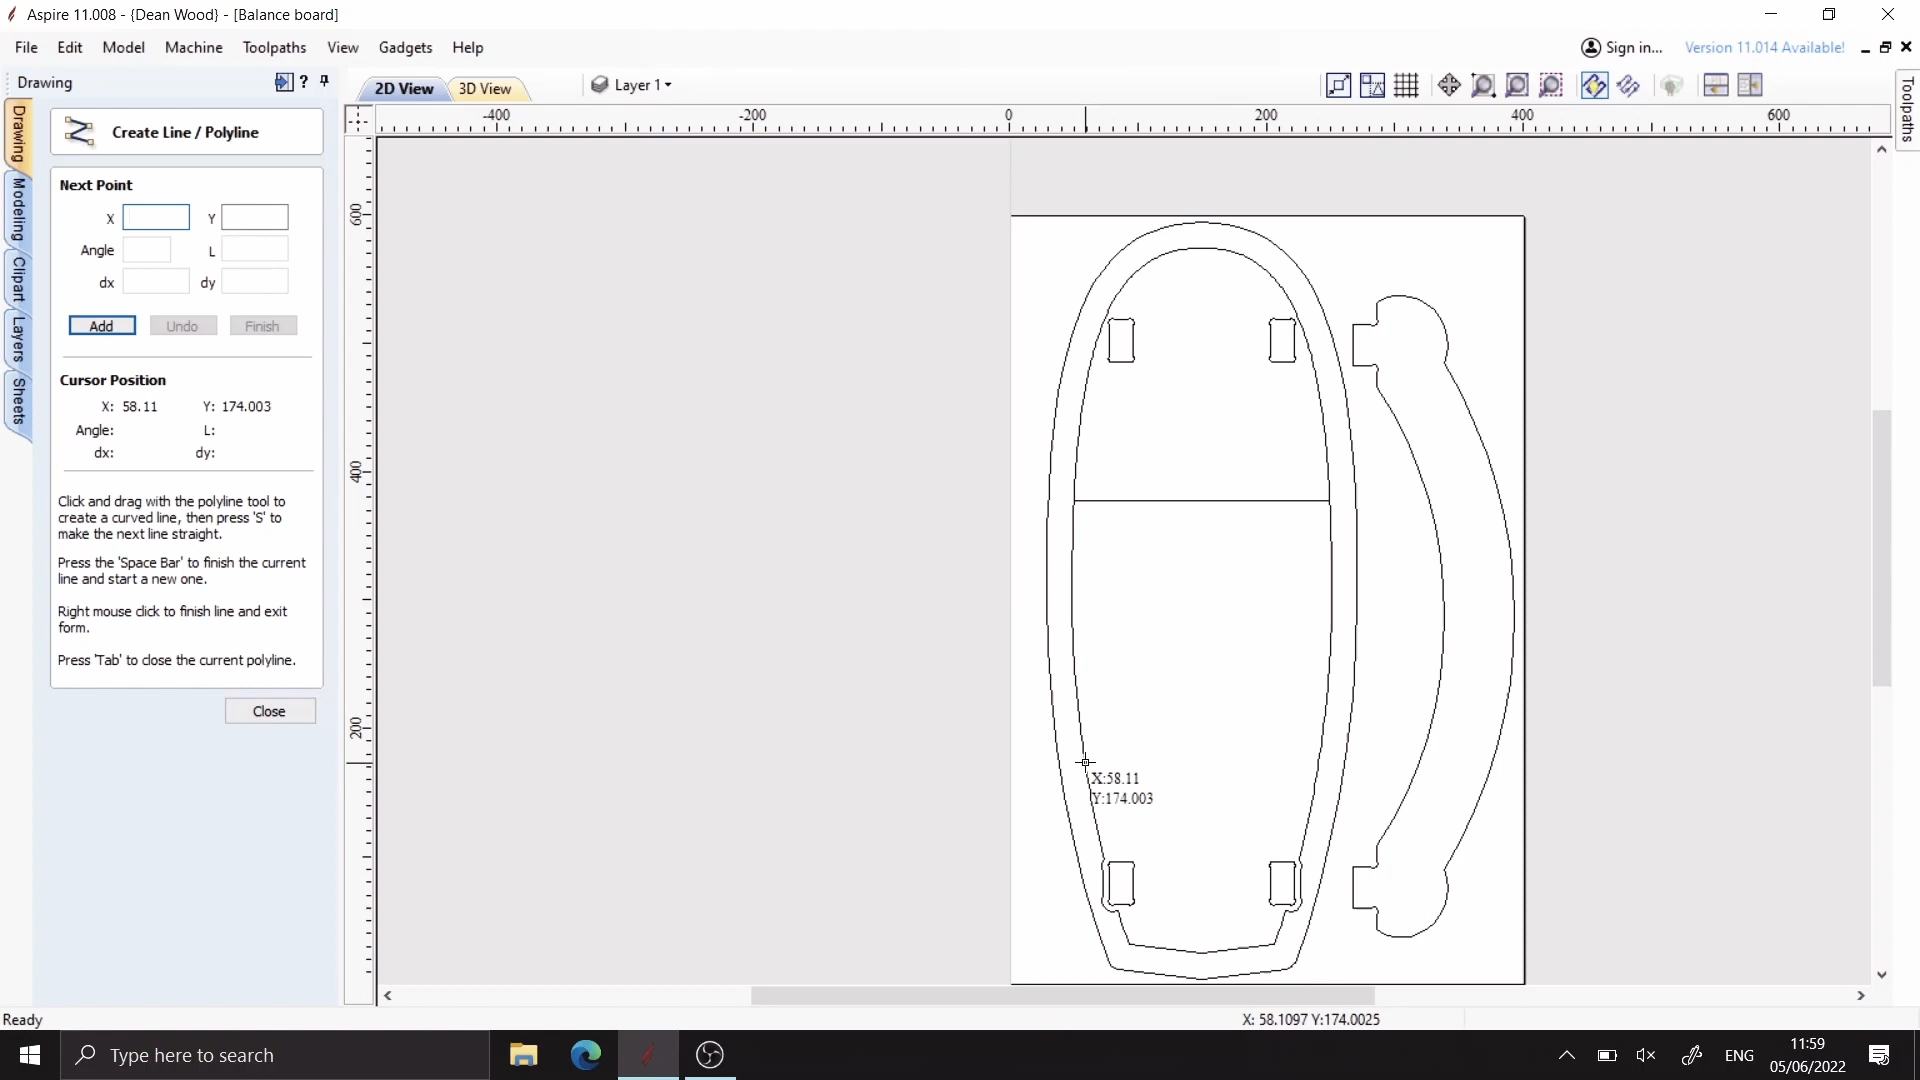 Aspire 11.008 - {Dean Wood} - [Balance board]
File Edit Model Machine Toolpaths View Gadgets Help
Sign in... Version 11.014 Available!
Drawing
2D View 3D View Layer 1
Toolpaths
Drawing
Modeling
Clipart
Layers
Sheets
Create Line / Polyline
Next Point
X Y
Angle L
dx dy
Add Undo Finish
Cursor Position
X: 58.11 Y: 174.003
Angle: L:
dx: dy:
Click and drag with the polyline tool to
create a curved line, then press 'S' to
make the next line straight.
Press the 'Space Bar' to finish the current
line and start a new one.
Right mouse click to finish line and exit
form.
Press 'Tab' to close the current polyline.
Close
-400 -200 0 200 400 600
600
400
200
X:58.11
Y:174.003
Ready
X: 58.1097 Y:174.0025
Type here to search
ENG
11:59
05/06/2022